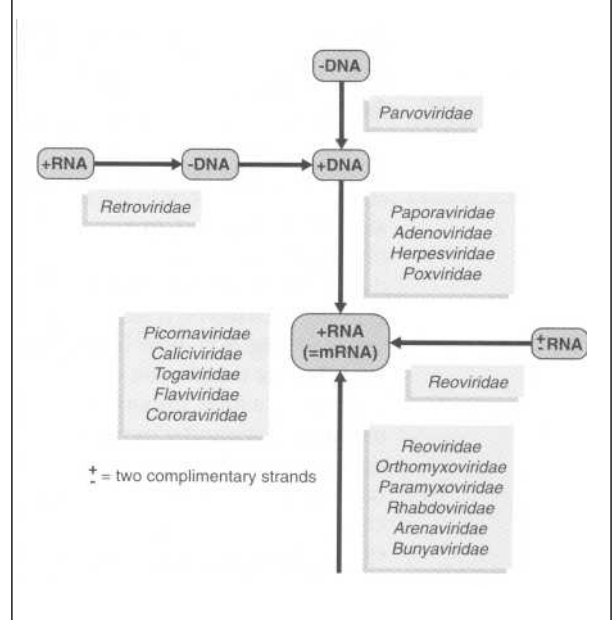 -DNA
Parvoviridae
+RNA
-DNA
+DNA
Retroviridae
Paporaviridae
Adenoviridae
Herpesviridae
Poxviridae
Picornaviridae
Caliciviridae
Togaviridae
Flaviviridae
Cororaviridae
+RNA
(=mRNA)
±RNA
Reoviridae
± = two complimentary strands
Reoviridae
Orthomyxoviridae
Paramyxoviridae
Rhabdoviridae
Arenaviridae
Bunyaviridae